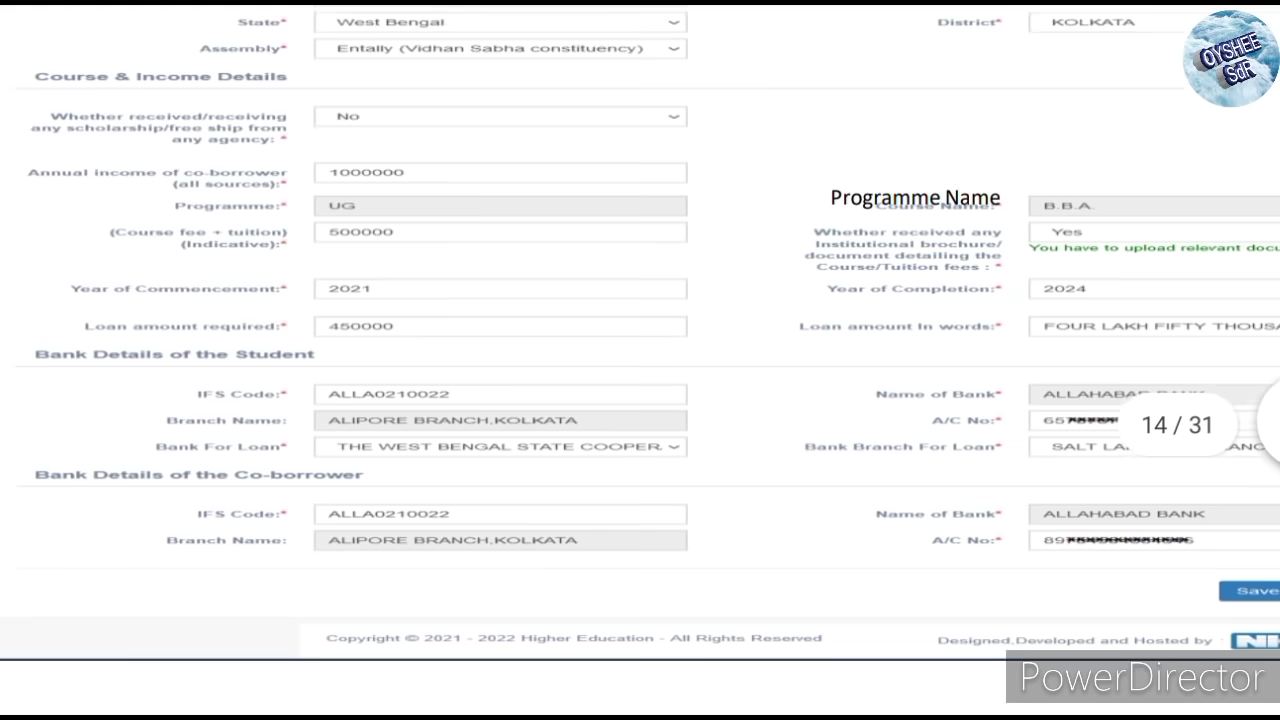 State* West Bengal District* KOLKATA
Assembly* Entally (Vidhan Sabha constituency)
OYSHEE
SdR
Course & Income Details
Whether received/receiving
any scholarship/free ship from
any agency: * No
Annual income of co-borrower
(all sources):* 1000000
Programme Name
Programme:* UG Course Name:* B.B.A.
(Course fee + tuition)
(Indicative):* 500000
Whether received any
Institutional brochure/
document detailing the
Course/Tuition fees : * Yes
You have to upload relevant docu
Year of Commencement:* 2021 Year of Completion:* 2024
Loan amount required:* 450000 Loan amount in words:* FOUR LAKH FIFTY THOUSA
Bank Details of the Student
IFS Code:* ALLA0210022 Name of Bank* ALLAHABAD BANK
Branch Name: ALIPORE BRANCH,KOLKATA A/C No:* 65
14 / 31
Bank For Loan* THE WEST BENGAL STATE COOPER Bank Branch For Loan* SALT
Bank Details of the Co-borrower
IFS Code:* ALLA0210022 Name of Bank* ALLAHABAD BANK
Branch Name: ALIPORE BRANCH,KOLKATA A/C No:* 89
Save
Copyright © 2021 - 2022 Higher Education - All Rights Reserved Designed,Developed and Hosted by :
PowerDirector